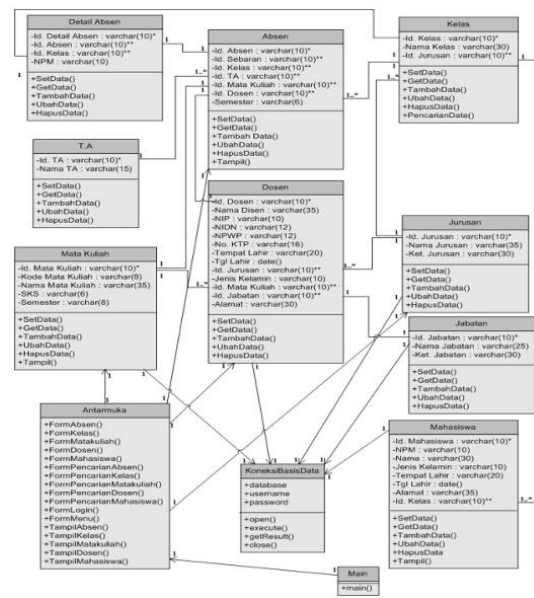 Detail Absen
-Id. Detail Absen : varchar(10)*
-Id. Absen : varchar(10)**
-Id. Kelas : varchar(10)**
-NPM : varchar(10)
+SetData()
+GetData()
+TambahData()
+UbahData()
+HapusData()
Absen
-Id. Absen : varchar(10)*
-Id. Sebaran : varchar(10)**
-Id. Kelas : varchar(10)**
-Id. TA : varchar(10)**
-Id. Mata Kuliah : varchar(10)**
-Id. Dosen : varchar(10)**
-Semester : varchar(6)
+SetData()
+GetData()
+Tambah Data()
+UbahData()
+HapusData()
+Tampil()
Kelas
-Id. Kelas : varchar(10)*
-Nama Kelas : varchar(30)
-Id. Jurusan : varchar(10)**
+SetData()
+GetData()
+TambahData()
+UbahData()
+HapusData()
+PencarianData()
T.A
-Id. TA : varchar(10)*
-Nama TA : varchar(15)
+SetData()
+GetData()
+TambahData()
+UbahData()
+HapusData()
Dosen
-Id. Dosen : varchar(10)*
-Nama Disen : varchar(35)
-NIP : varchar(10)
-NIDN : varchar(12)
-NPWP : varchar(12)
-No. KTP : varchar(16)
-Tempat Lahir : varchar(20)
-Tgl Lahir : date()
-Id. Jurusan : varchar(10)**
-Jenis Kelamin : varchar(10)
-Id. Mata Kuliah : varchar(10)**
-Id. Jabatan : varchar(10)**
-Alamat : varchar(30)
+SetData()
+GetData()
+TambahData()
+UbahData()
+HapusData()
Jurusan
-Id. Jurusan : varchar(10)*
-Nama Jurusan : varchar(35)
-Ket. Jurusan : varchar(30)
+SetData()
+GetData()
+TambahData()
+UbahData()
+HapusData()
Mata Kuliah
-Id. Mata Kuliah : varchar(10)*
-Kode Mata Kuliah : varchar(8)
-Nama Mata Kuliah : varchar(35)
-SKS : varchar(6)
-Semester : varchar(8)
+SetData()
+GetData()
+TambahData()
+UbahData()
+HapusData()
+Tampil()
Jabatan
-Id. Jabatan : varchar(10)*
-Nama Jabatan : varchar(25)
-Ket. Jabatan : varchar(30)
+SetData()
+GetData()
+TambahData()
+UbahData()
+HapusData()
Antarmuka
+FormAbsen()
+FormKelas()
+FormMatakuliah()
+FormDosen()
+FormMahasiswa()
+FormPencarianAbsen()
+FormPencarianKelas()
+FormPencarianMatakuliah()
+FormPencarianDosen()
+FormPencarianMahasiswa()
+FormLogin()
+FormMenu()
+TampilAbsen()
+TampilKelas()
+TampilMatakuliah()
+TampilDosen()
+TampilMahasiswa()
KoneksiBasisData
+database
+username
+password
+open()
+execute()
+getResult()
+close()
Mahasiswa
-Id. Mahasiswa : varchar(10)*
-NPM : varchar(10)
-Nama : varchar(30)
-Jenis Kelamin : varchar(10)
-Tempat Lahir : varchar(20)
-Tgl Lahir : date()
-Alamat : varchar(35)
-Id. Kelas : varchar(10)**
+SetData()
+GetData()
+TambahData()
+UbahData()
+HapusData
+Tampil()
Main
+main()